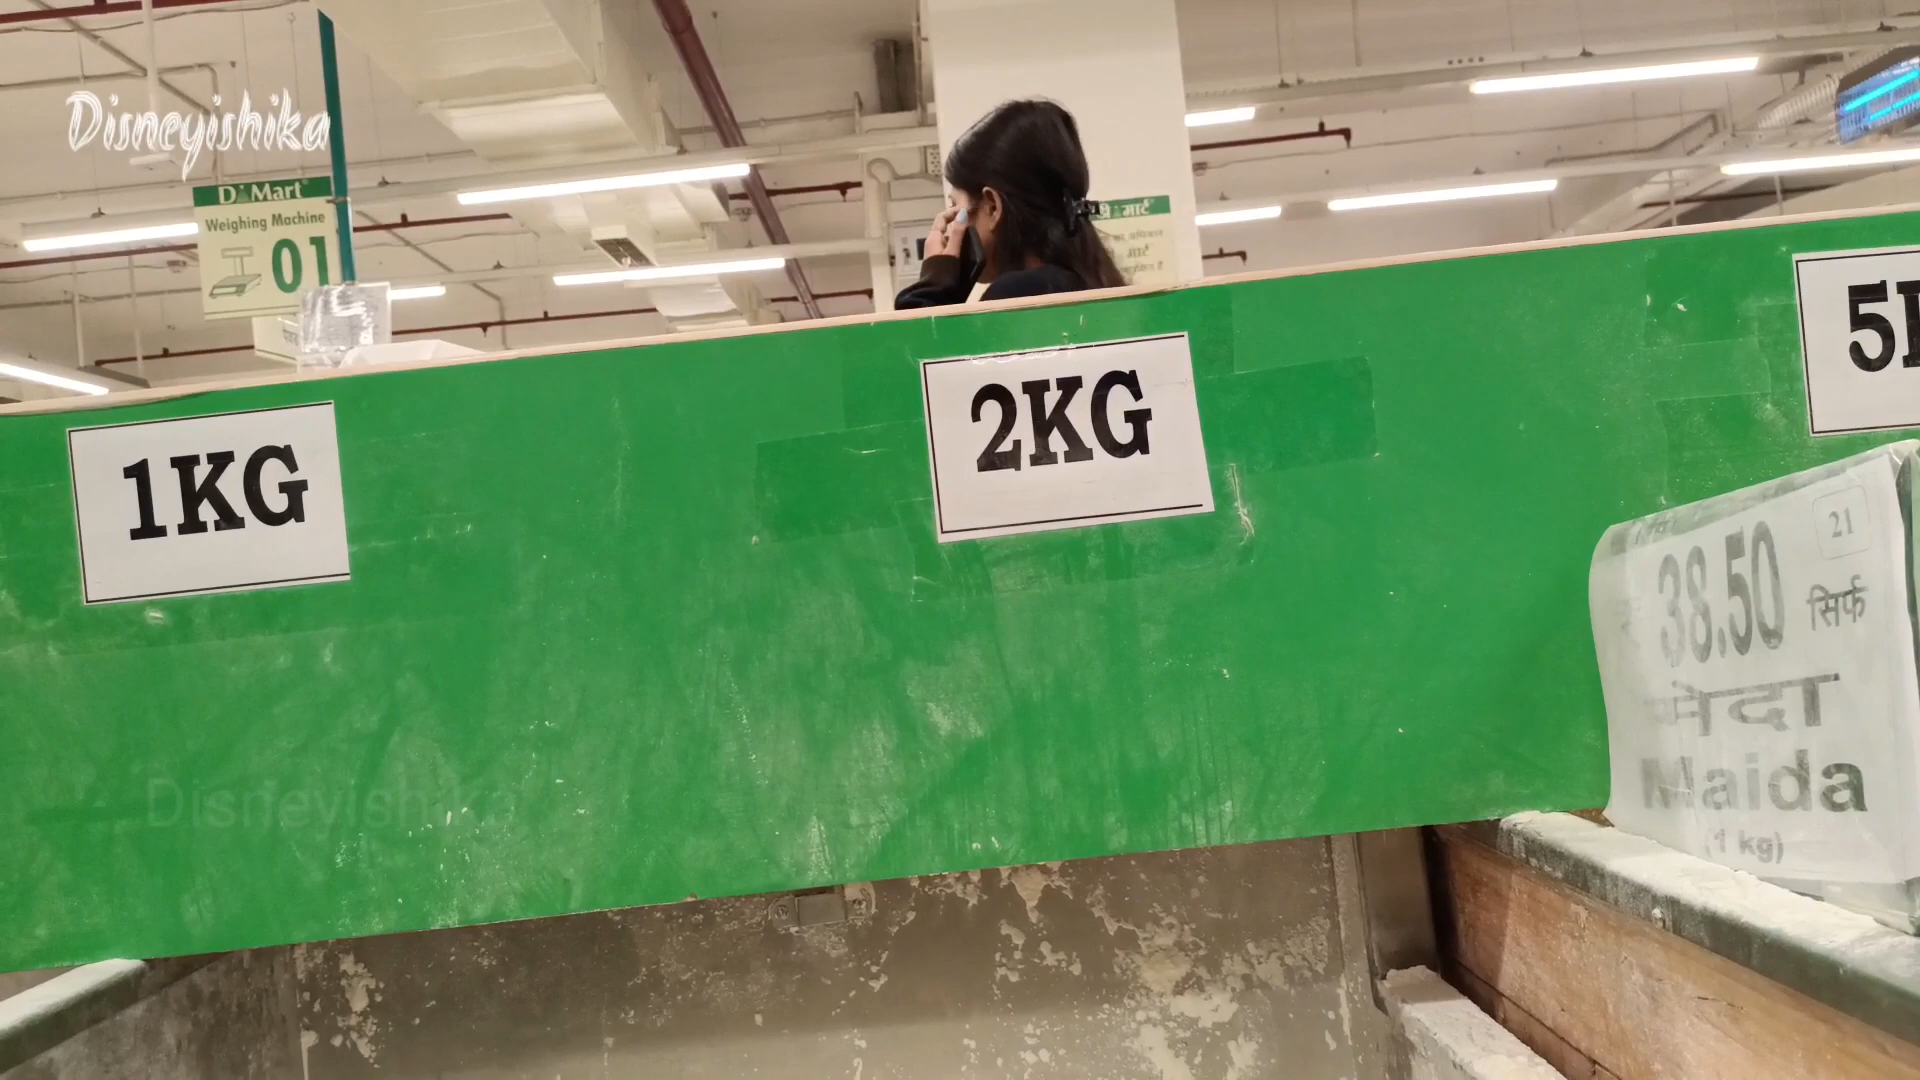 Disneyishika
D Mart
Weighing Machine
01
मार्ट
मार्ट
1KG
2KG
5
21
38.50
सिर्फ
मैदा
Maida
(1 kg)
Disneyishika